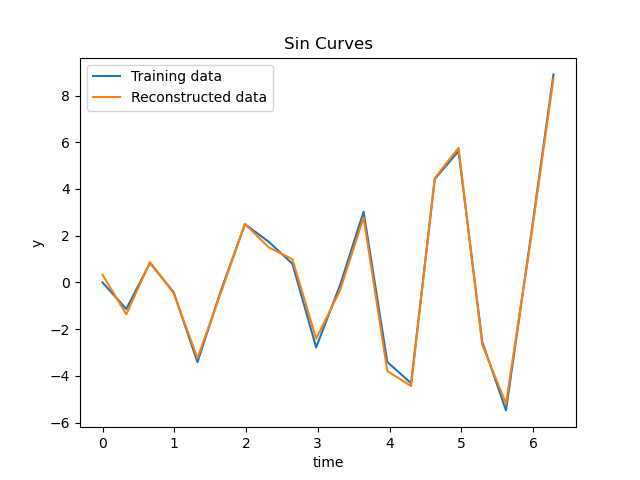 Sin Curves
Training data
Reconstructed data
8
6
4
2
0
−2
−4
−6
y
0 1 2 3 4 5 6
time